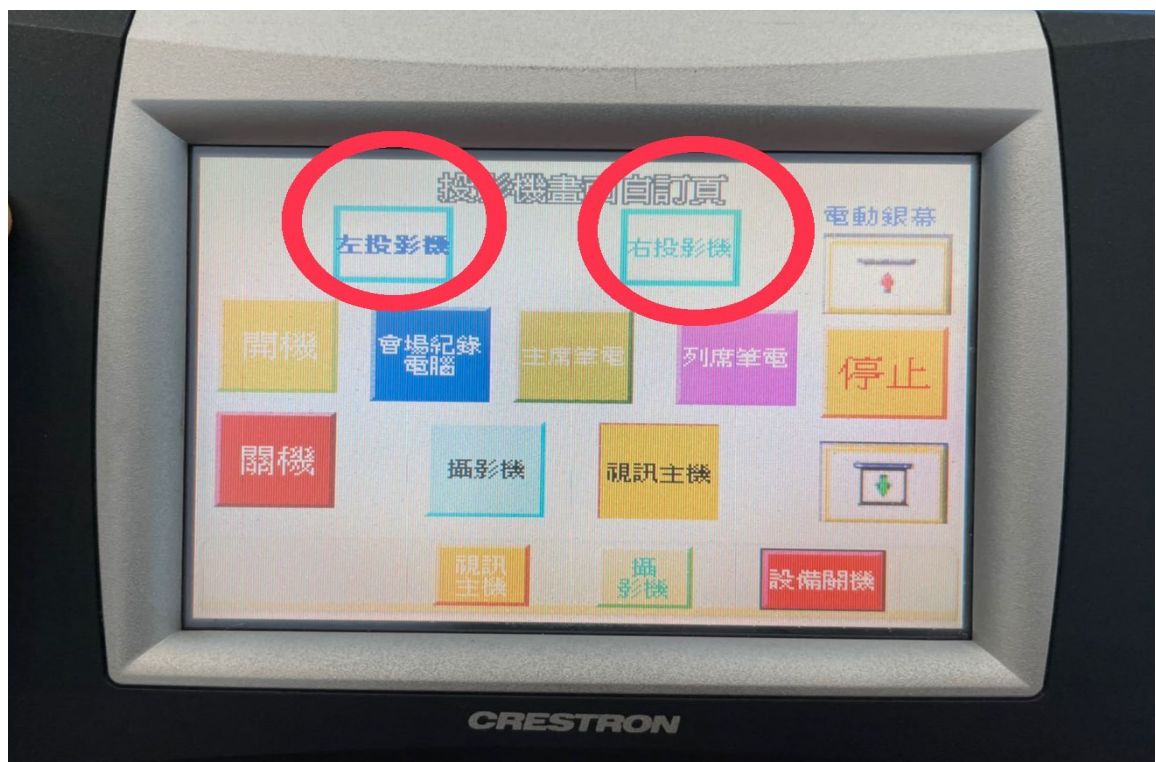 投影機畫面自訂頁
左投影機
右投影機
電動銀幕
開機
會場紀錄
電腦
主席筆電
列席筆電
停止
關機
攝影機
視訊主機
視訊
主機
攝
影機
設備關機
CRESTRON